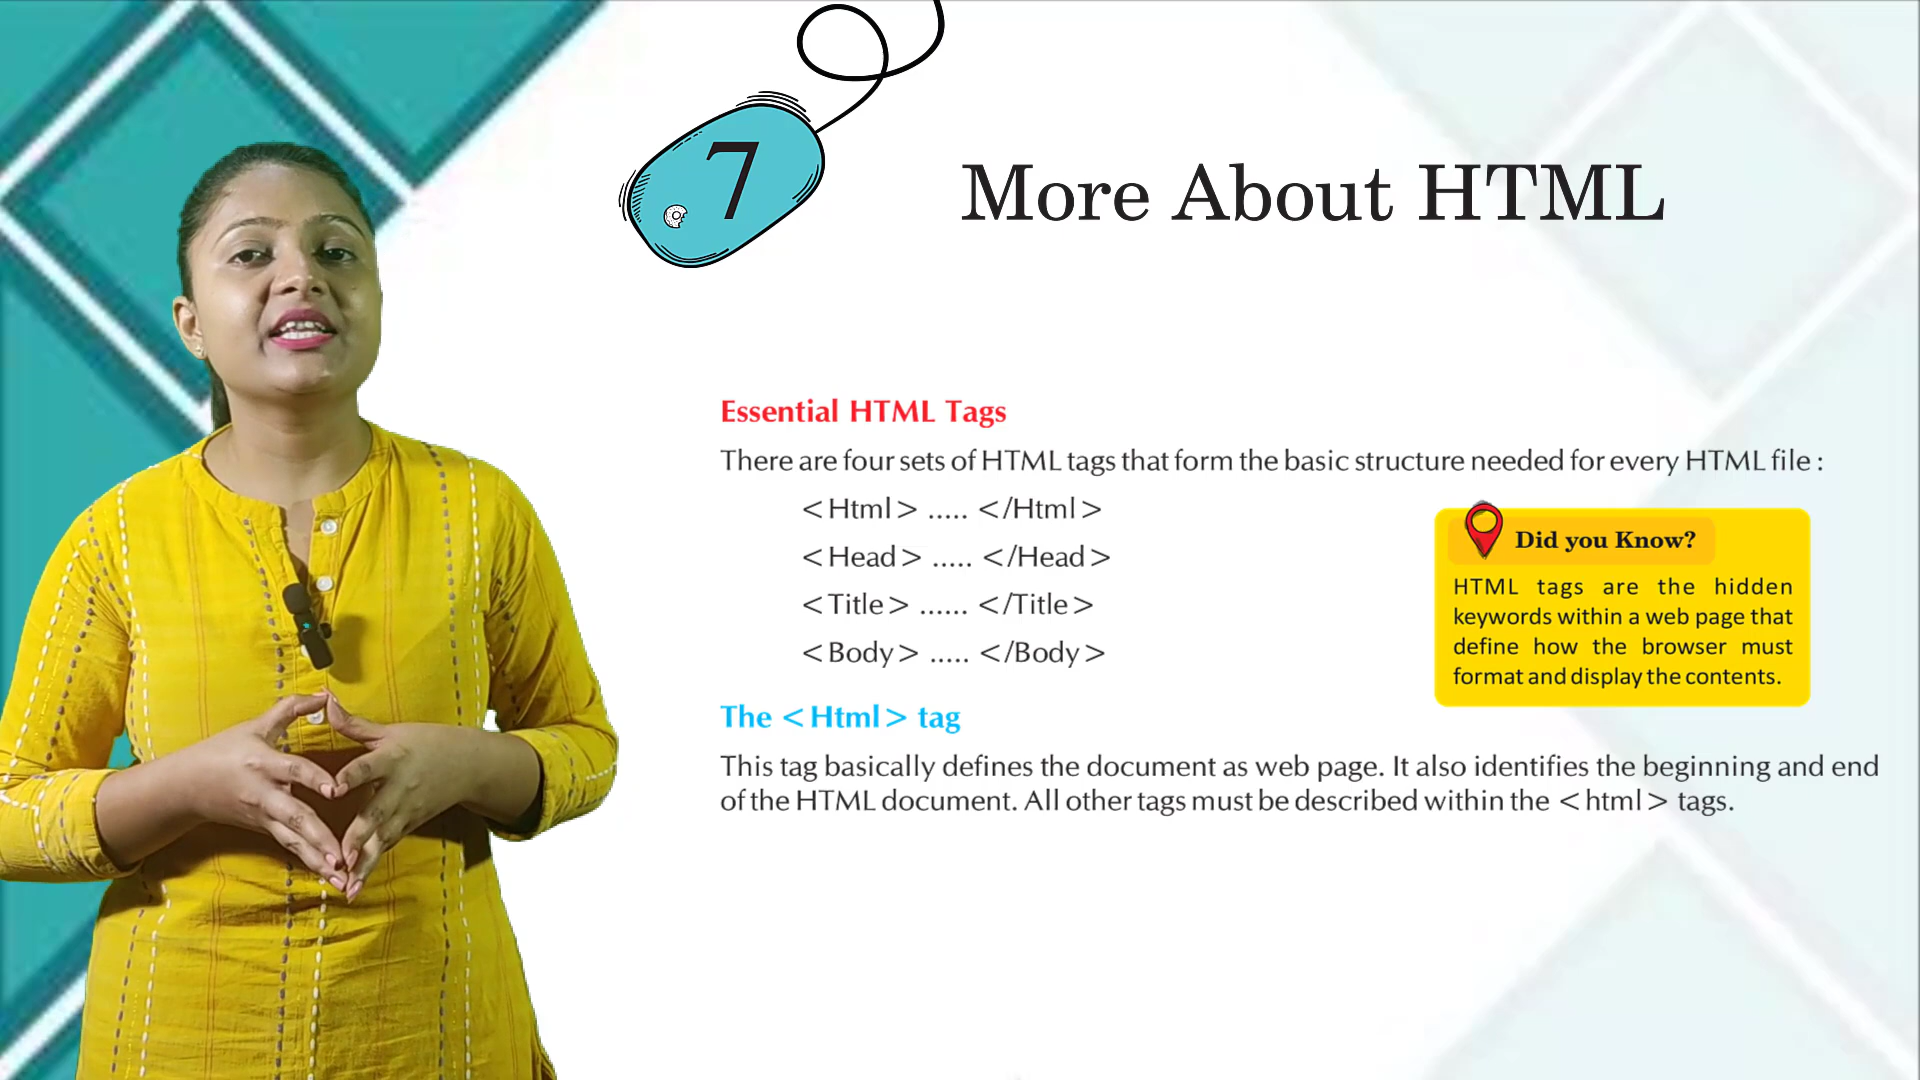 7
More About HTML
Essential HTML Tags
There are four sets of HTML tags that form the basic structure needed for every HTML file :
<Html> ..... </Html>
<Head> ..... </Head>
<Title> ...... </Title>
<Body> ..... </Body>
Did you Know?
HTML tags are the hidden
keywords within a web page that
define how the browser must
format and display the contents.
The <Html> tag
This tag basically defines the document as web page. It also identifies the beginning and end
of the HTML document. All other tags must be described within the <html> tags.